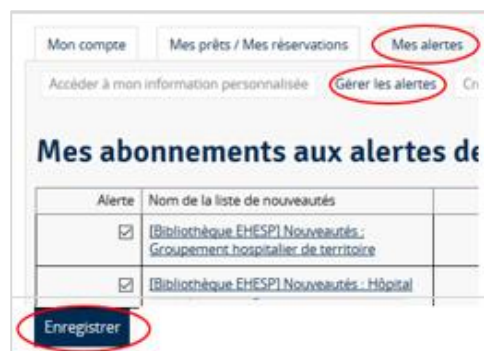 Mon compte Mes prêts / Mes réservations Mes alertes
Accéder à mon information personnalisée Gérer les alertes
Mes abonnements aux alertes de
Alerte Nom de la liste de nouveautés
[Bibliothèque EHESP] Nouveautés :
Groupement hospitalier de territoire
[Bibliothèque EHESP] Nouveautés : Hôpital
Enregistrer